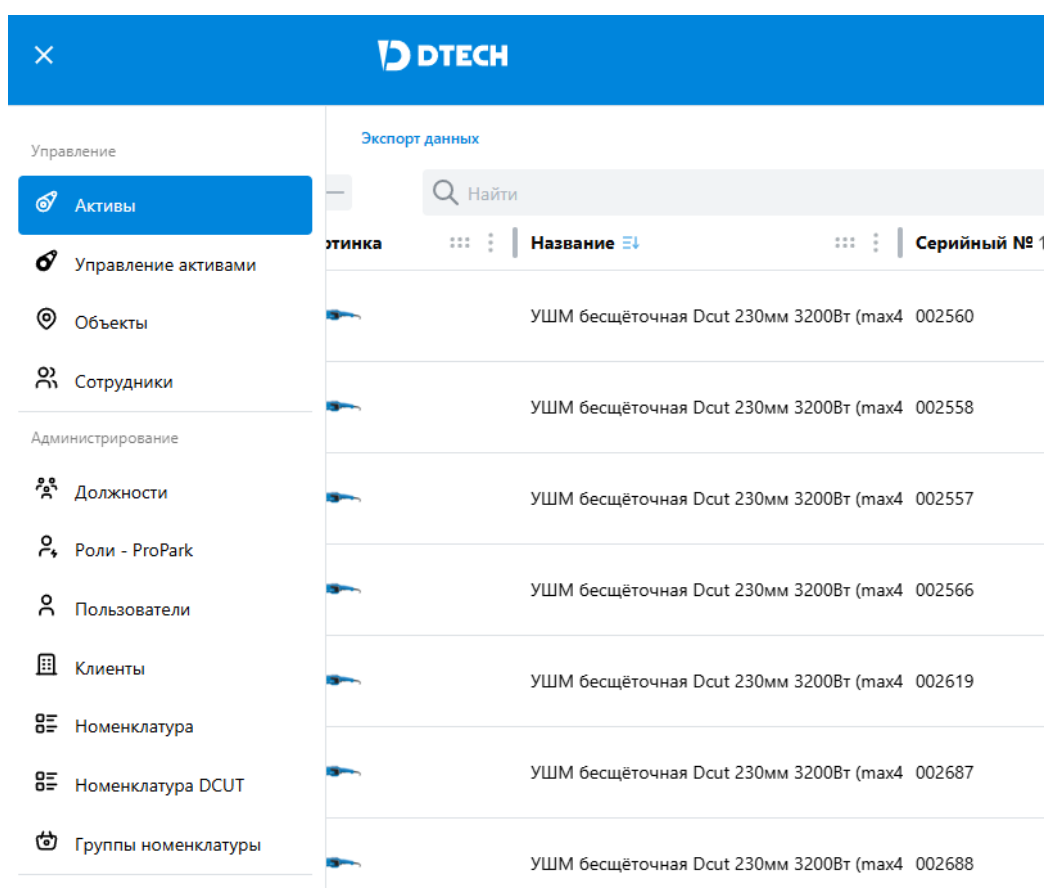 DTECH
Управление
Активы
Управление активами
Объекты
Сотрудники
Администрирование
Должности
Роли - ProPark
Пользователи
Клиенты
Номенклатура
Номенклатура DCUT
Группы номенклатуры
Экспорт данных
Найти
ртинка Название Серийный № 1
УШМ бесщёточная Dcut 230мм 3200Вт (max4 002560
УШМ бесщёточная Dcut 230мм 3200Вт (max4 002558
УШМ бесщёточная Dcut 230мм 3200Вт (max4 002557
УШМ бесщёточная Dcut 230мм 3200Вт (max4 002566
УШМ бесщёточная Dcut 230мм 3200Вт (max4 002619
УШМ бесщёточная Dcut 230мм 3200Вт (max4 002687
УШМ бесщёточная Dcut 230мм 3200Вт (max4 002688